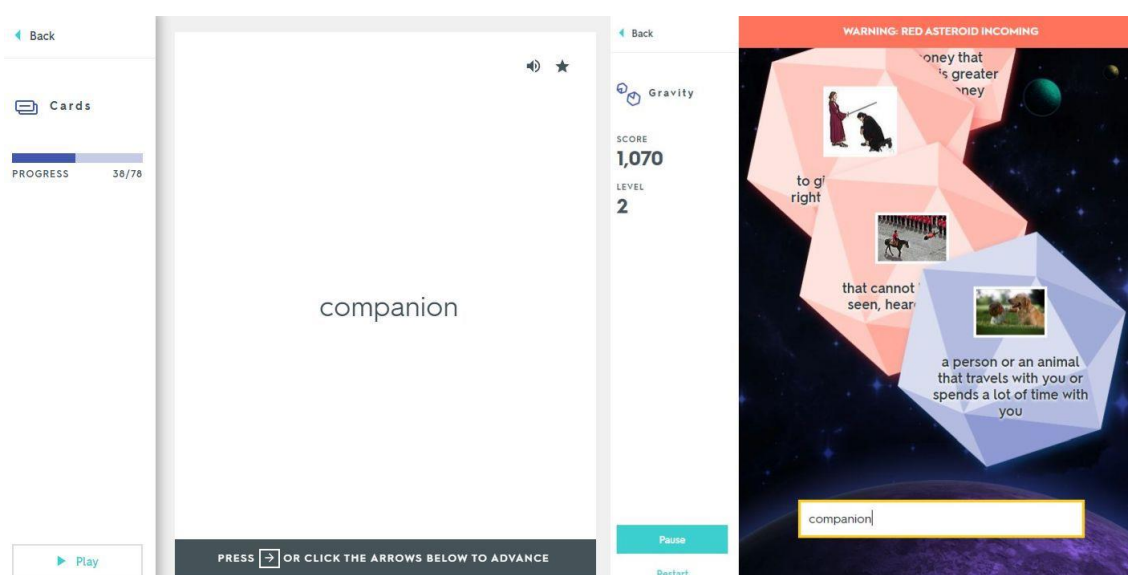 Back
Cards
PROGRESS 38/78
Play
companion
PRESS → OR CLICK THE ARROWS BELOW TO ADVANCE
Back
Gravity
SCORE
1,070
LEVEL
2
Pause
Restart
WARNING: RED ASTEROID INCOMING
that
is greater
to
right
that cannot
seen,
a person or an animal
that travels with you or
spends a lot of time with
you
companion